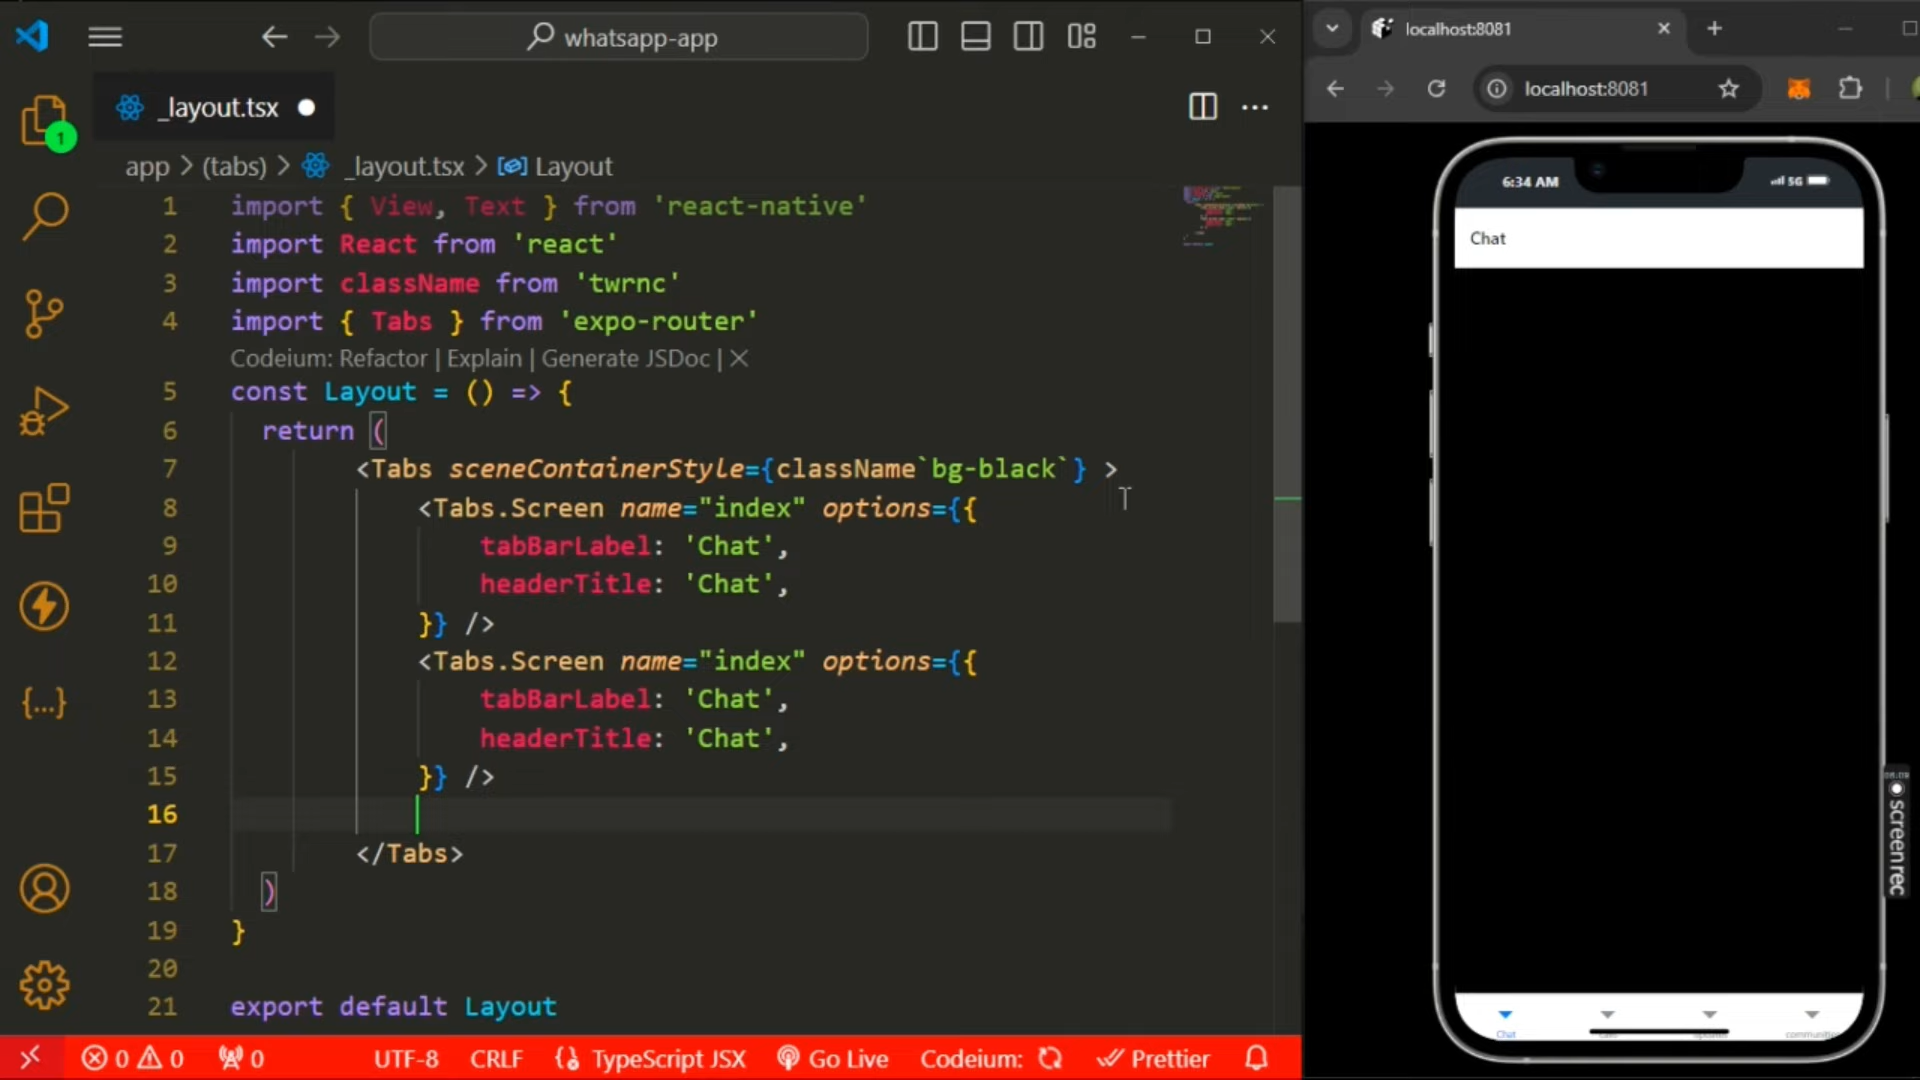 whatsapp-app
_layout.tsx
1
app > (tabs) > _layout.tsx > Layout
1 import { View, Text } from 'react-native'
2 import React from 'react'
3 import className from 'twrnc'
4 import { Tabs } from 'expo-router'
Codeium: Refactor | Explain | Generate JSDoc | ×
5 const Layout = () => {
6 return (
7 <Tabs sceneContainerStyle={className`bg-black`} >
8 <Tabs.Screen name="index" options={{
9 tabBarLabel: 'Chat',
10 headerTitle: 'Chat',
11 }} />
12 <Tabs.Screen name="index" options={{
13 tabBarLabel: 'Chat',
14 headerTitle: 'Chat',
15 }} />
16
17 </Tabs>
18 )
19 }
20
21 export default Layout
0 0 0 UTF-8 CRLF TypeScript JSX Go Live Codeium: Prettier
localhost:8081
localhost:8081
6:34 AM 5G
Chat
Chat communities
screenrec